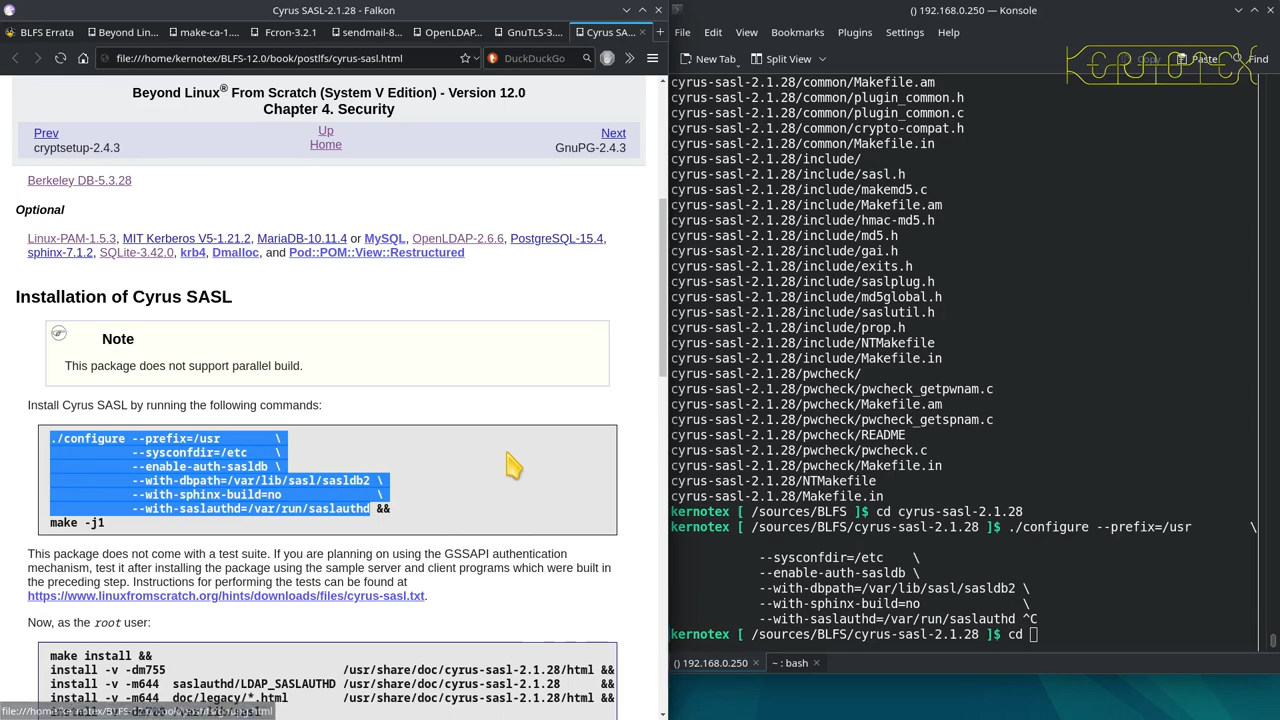 Cyrus SASL-2.1.28 - Falkon
BLFS Errata
Beyond Lin...
make-ca-1....
Fcron-3.2.1
sendmail-8...
OpenLDAP...
GnuTLS-3....
Cyrus SA...
file:///home/kernotex/BLFS-12.0/book/postlfs/cyrus-sasl.html
DuckDuckGo
Beyond Linux® From Scratch (System V Edition) - Version 12.0
Chapter 4. Security
Prev
Up
Next
cryptsetup-2.4.3
Home
GnuPG-2.4.3
Berkeley DB-5.3.28
Optional
Linux-PAM-1.5.3, MIT Kerberos V5-1.21.2, MariaDB-10.11.4 or MySQL, OpenLDAP-2.6.6, PostgreSQL-15.4,
sphinx-7.1.2, SQLite-3.42.0, krb4, Dmalloc, and Pod::POM::View::Restructured
Installation of Cyrus SASL
Note
This package does not support parallel build.
Install Cyrus SASL by running the following commands:
./configure --prefix=/usr        \
--sysconfdir=/etc    \
--enable-auth-sasldb \
--with-dbpath=/var/lib/sasl/sasldb2 \
--with-sphinx-build=no              \
--with-saslauthd=/var/run/saslauthd &&
make -j1
This package does not come with a test suite. If you are planning on using the GSSAPI authentication
mechanism, test it after installing the package using the sample server and client programs which were built in
the preceding step. Instructions for performing the tests can be found at
https://www.linuxfromscratch.org/hints/downloads/files/cyrus-sasl.txt.
Now, as the root user:
make install &&
install -v -dm755                          /usr/share/doc/cyrus-sasl-2.1.28/html &&
install -v -m644  saslauthd/LDAP_SASLAUTHD /usr/share/doc/cyrus-sasl-2.1.28      &&
install -v -m644  doc/legacy/*.html        /usr/share/doc/cyrus-sasl-2.1.28/html &&
() 192.168.0.250 — Konsole
File Edit View Bookmarks Plugins Settings Help
New Tab
Split View
Copy
Paste
Find
Kernotex
cyrus-sasl-2.1.28/common/Makefile.am
cyrus-sasl-2.1.28/common/plugin_common.h
cyrus-sasl-2.1.28/common/plugin_common.c
cyrus-sasl-2.1.28/common/crypto-compat.h
cyrus-sasl-2.1.28/common/Makefile.in
cyrus-sasl-2.1.28/include/
cyrus-sasl-2.1.28/include/sasl.h
cyrus-sasl-2.1.28/include/makemd5.c
cyrus-sasl-2.1.28/include/Makefile.am
cyrus-sasl-2.1.28/include/hmac-md5.h
cyrus-sasl-2.1.28/include/md5.h
cyrus-sasl-2.1.28/include/gai.h
cyrus-sasl-2.1.28/include/exits.h
cyrus-sasl-2.1.28/include/saslplug.h
cyrus-sasl-2.1.28/include/md5global.h
cyrus-sasl-2.1.28/include/saslutil.h
cyrus-sasl-2.1.28/include/prop.h
cyrus-sasl-2.1.28/include/NTMakefile
cyrus-sasl-2.1.28/include/Makefile.in
cyrus-sasl-2.1.28/pwcheck/
cyrus-sasl-2.1.28/pwcheck/pwcheck_getpwnam.c
cyrus-sasl-2.1.28/pwcheck/Makefile.am
cyrus-sasl-2.1.28/pwcheck/pwcheck_getspnam.c
cyrus-sasl-2.1.28/pwcheck/README
cyrus-sasl-2.1.28/pwcheck/pwcheck.c
cyrus-sasl-2.1.28/pwcheck/Makefile.in
cyrus-sasl-2.1.28/NTMakefile
cyrus-sasl-2.1.28/Makefile.in
kernotex [ /sources/BLFS ]$ cd cyrus-sasl-2.1.28
kernotex [ /sources/BLFS/cyrus-sasl-2.1.28 ]$ ./configure --prefix=/usr        \
--sysconfdir=/etc    \
--enable-auth-sasldb \
--with-dbpath=/var/lib/sasl/sasldb2 \
--with-sphinx-build=no              \
--with-saslauthd=/var/run/saslauthd ^C
kernotex [ /sources/BLFS/cyrus-sasl-2.1.28 ]$ cd
() 192.168.0.250
~ : bash